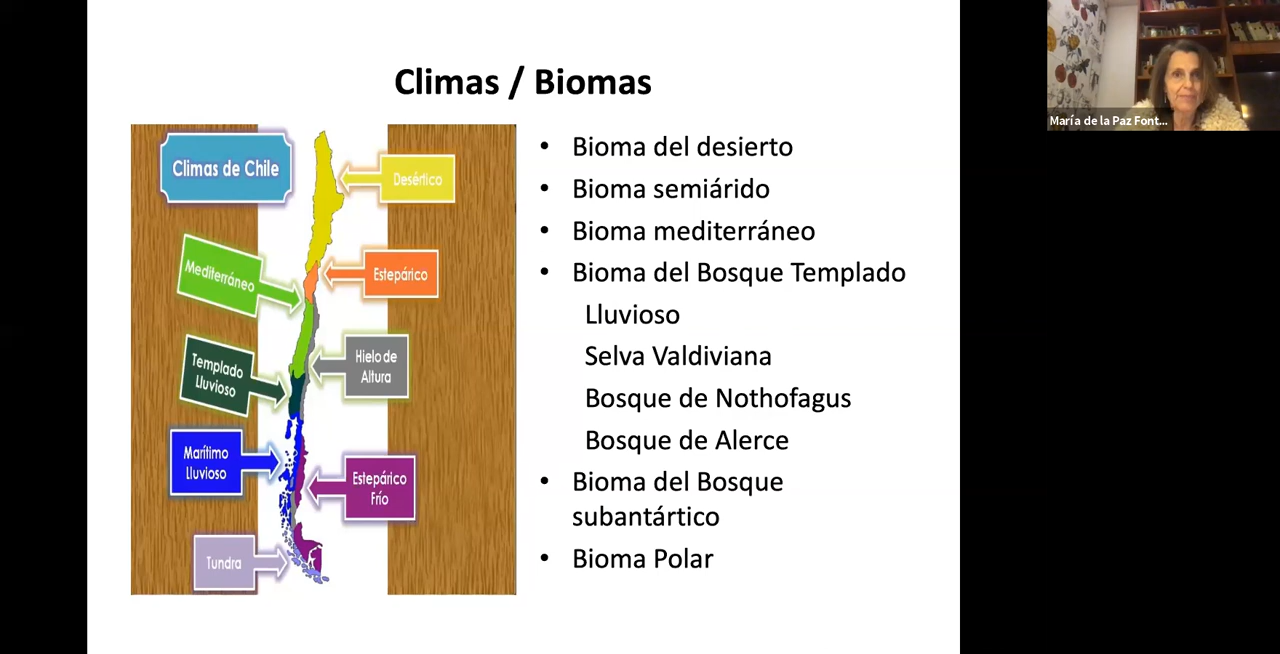 Climas / Biomas
Climas de Chile
Desértico
Mediterráneo
Estepárico
Templado
Lluvioso
Hielo de
Altura
Marítimo
Lluvioso
Estepárico
Frío
Tundra
• Bioma del desierto
• Bioma semiárido
• Bioma mediterráneo
• Bioma del Bosque Templado
Lluvioso
Selva Valdiviana
Bosque de Nothofagus
Bosque de Alerce
• Bioma del Bosque
subantártico
• Bioma Polar
María de la Paz Font...